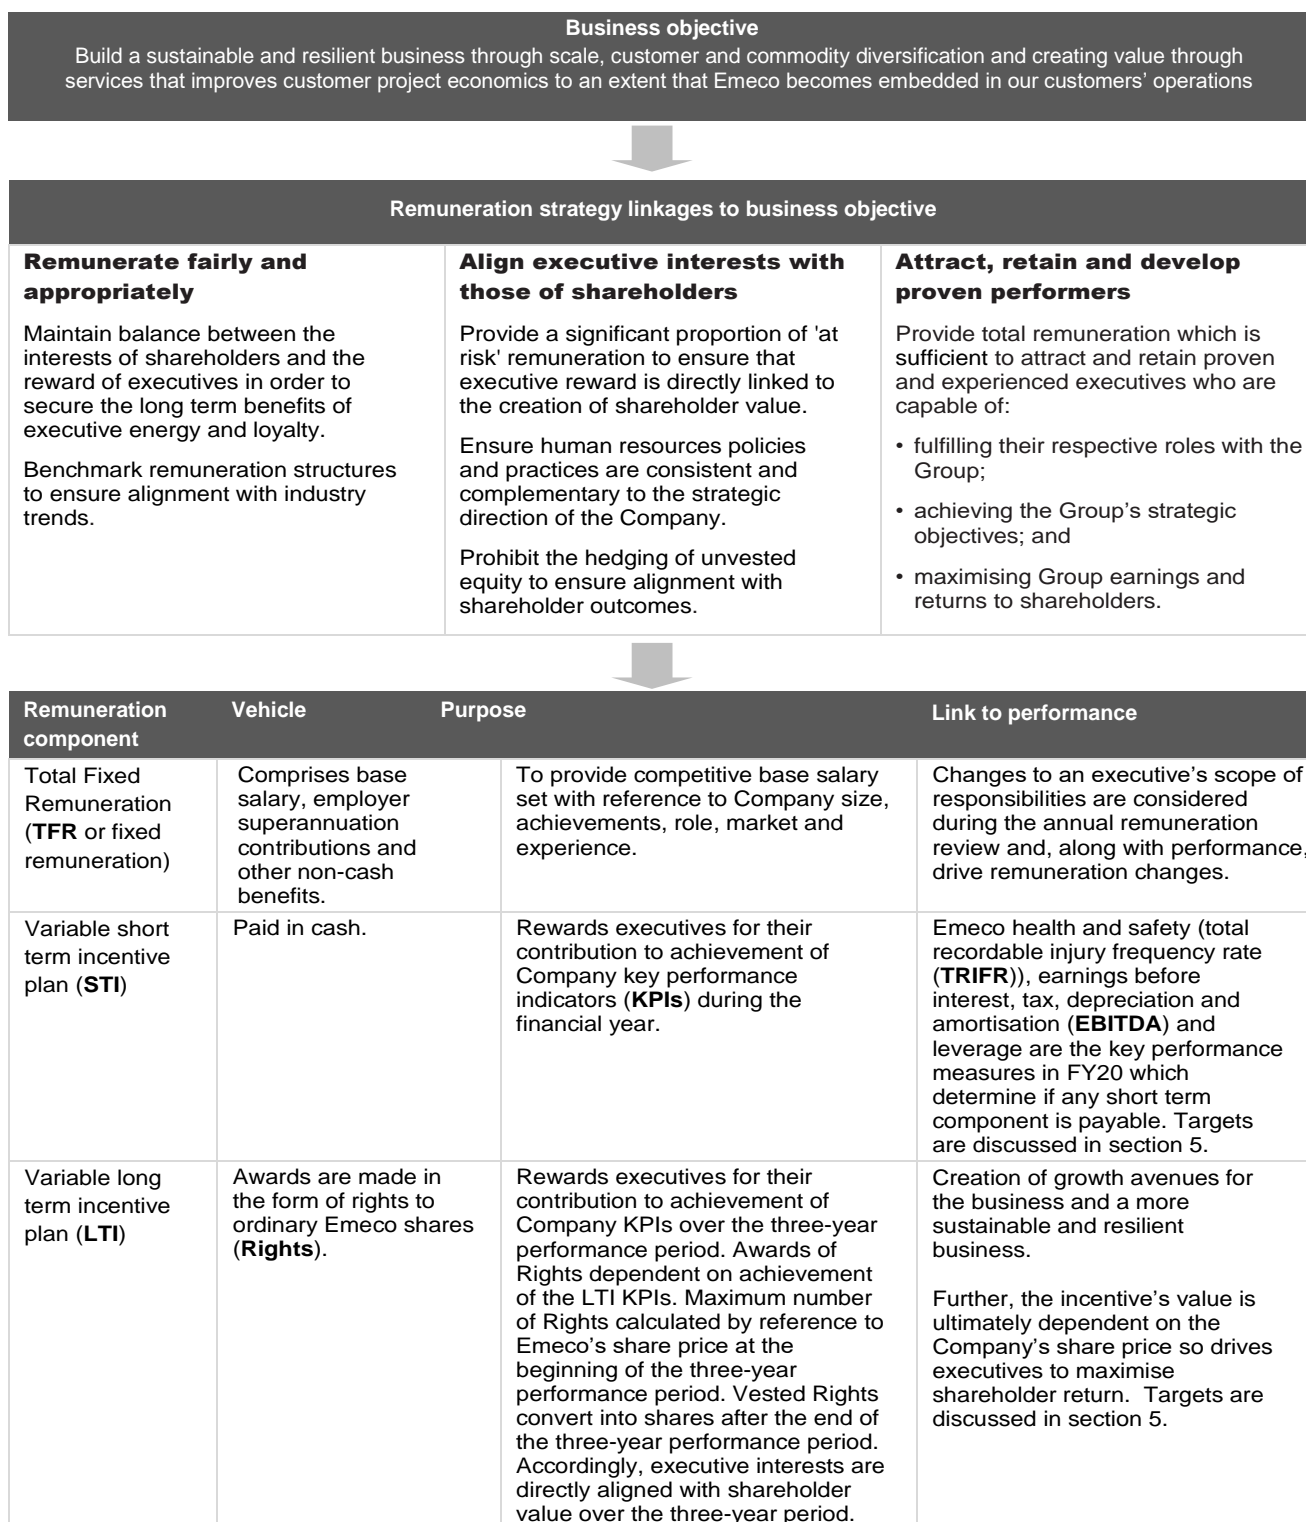 Business objective
Build a sustainable and resilient business through scale, customer and commodity diversification and creating value through
services that improves customer project economics to an extent that Emeco becomes embedded in our customers' operations
Remuneration strategy linkages to business objective
Remunerate fairly and
appropriately
Maintain balance between the
interests of shareholders and the
reward of executives in order to
secure the long term benefits of
executive energy and loyalty.
Benchmark remuneration structures
to ensure alignment with industry
trends.
Align executive interests with
those of shareholders
Provide a significant proportion of 'at
risk' remuneration to ensure that
executive reward is directly linked to
the creation of shareholder value.
Ensure human resources policies
and practices are consistent and
complementary to the strategic
direction of the Company.
Prohibit the hedging of unvested
equity to ensure alignment with
shareholder outcomes.
Attract, retain and develop
proven performers
Provide total remuneration which is
sufficient to attract and retain proven
and experienced executives who are
capable of:
• fulfilling their respective roles with the
Group;
• achieving the Group's strategic
objectives; and
• maximising Group earnings and
returns to shareholders.
Remuneration
component
Vehicle
Purpose
Link to performance
Total Fixed
Remuneration
(TFR or fixed
remuneration)
Comprises base
salary, employer
superannuation
contributions and
other non-cash
benefits.
To provide competitive base salary
set with reference to Company size,
achievements, role, market and
experience.
Changes to an executive's scope of
responsibilities are considered
during the annual remuneration
review and, along with performance,
drive remuneration changes.
Variable short
term incentive
plan (STI)
Paid in cash.
Rewards executives for their
contribution to achievement of
Company key performance
indicators (KPIs) during the
financial year.
Emeco health and safety (total
recordable injury frequency rate
(TRIFR)), earnings before
interest, tax, depreciation and
amortisation (EBITDA) and
leverage are the key performance
measures in FY20 which
determine if any short term
component is payable. Targets
are discussed in section 5.
Variable long
term incentive
plan (LTI)
Awards are made in
the form of rights to
ordinary Emeco shares
(Rights).
Rewards executives for their
contribution to achievement of
Company KPIs over the three-year
performance period. Awards of
Rights dependent on achievement
of the LTI KPIs. Maximum number
of Rights calculated by reference to
Emeco's share price at the
beginning of the three-year
performance period. Vested Rights
convert into shares after the end of
the three-year performance period.
Accordingly, executive interests are
directly aligned with shareholder
value over the three-year period.
Creation of growth avenues for
the business and a more
sustainable and resilient
business.
Further, the incentive's value is
ultimately dependent on the
Company's share price so drives
executives to maximise
shareholder return. Targets are
discussed in section 5.